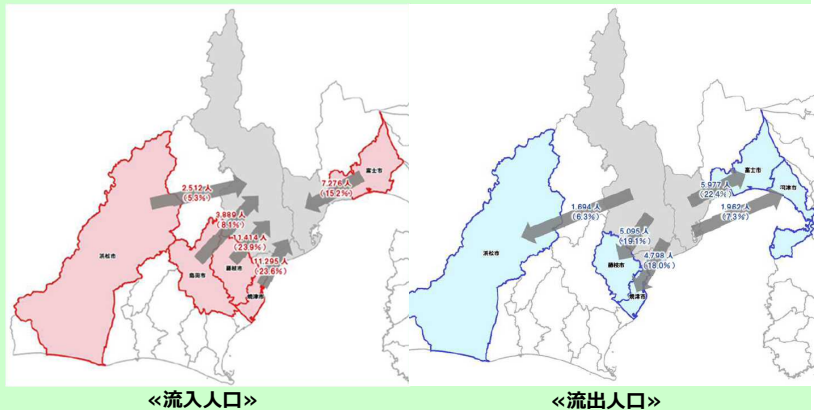 富士市
7,276人
(15.2%)
2,512人
(5.3%)
3,889人
(8.1%)
11,414人
(23.9%)
11,295人
(23.6%)
浜松市
島田市
藤枝市
焼津市
«流入人口»
富士市
沼津市
5,977人
(22.4%)
1,962人
(7.3%)
1,694人
(6.3%)
5,095人
(19.1%)
4,798人
(18.0%)
浜松市
藤枝市
焼津市
«流出人口»